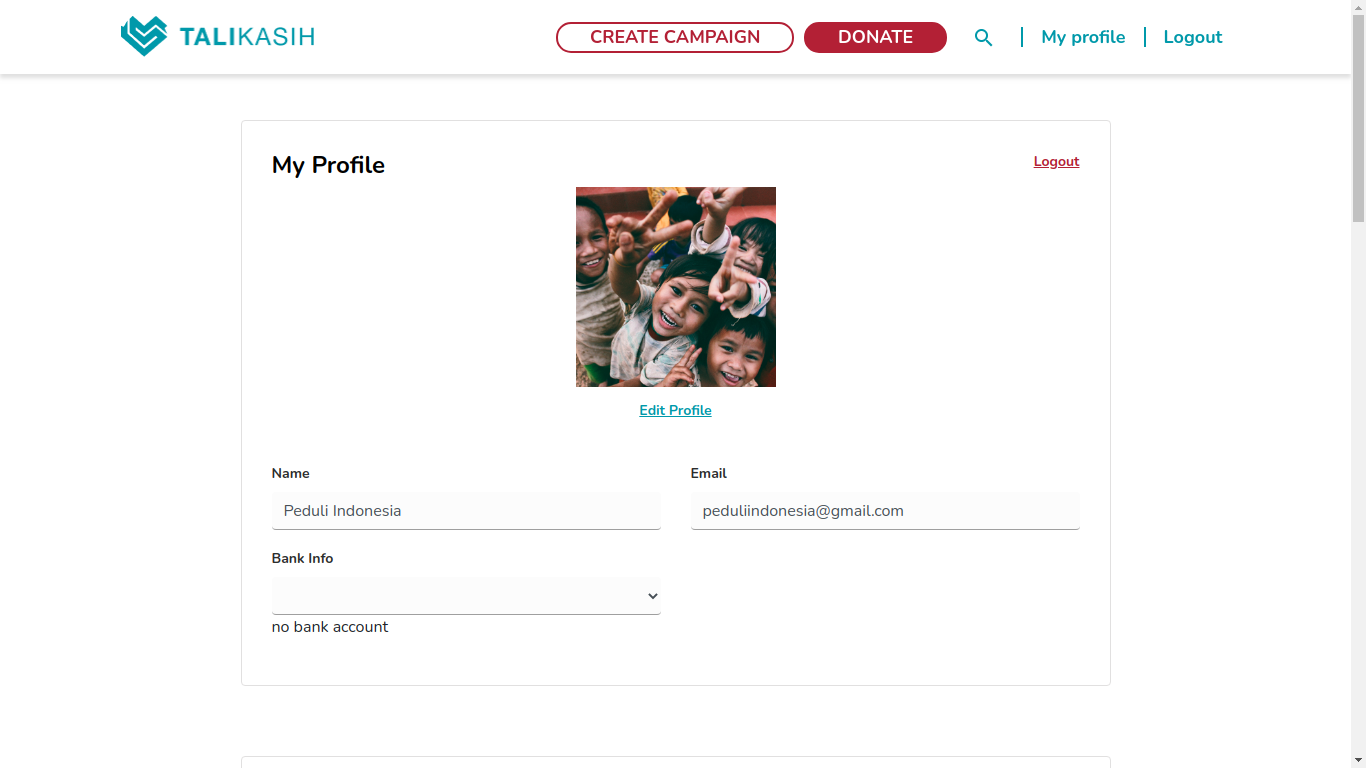 TALIKASIH
CREATE CAMPAIGN
DONATE
My profile
Logout
My Profile
Logout
Edit Profile
Name
Email
Peduli Indonesia
peduliindonesia@gmail.com
Bank Info
no bank account